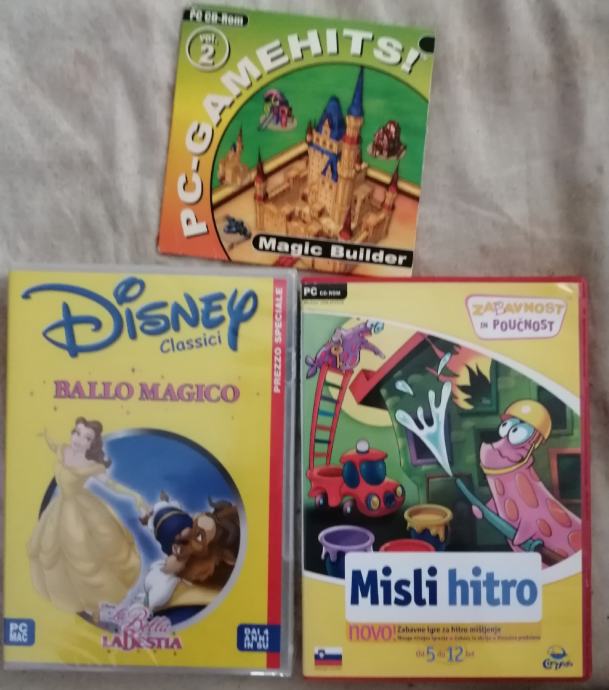 PC CD-Rom
vol. 2
PC-GAMEHITS!
Magic Builder
Disney
Classici
PREZZO SPECIALE
BALLO MAGICO
PC
MAC
La Bella
LA BESTIA
DAI 4
ANNI
IN SU
PC CD-ROM
ZABAVNOST
IN POUČNOST
Misli hitro
novo! Zabavne igre za hitro mišljenje
od 5 do 12 let